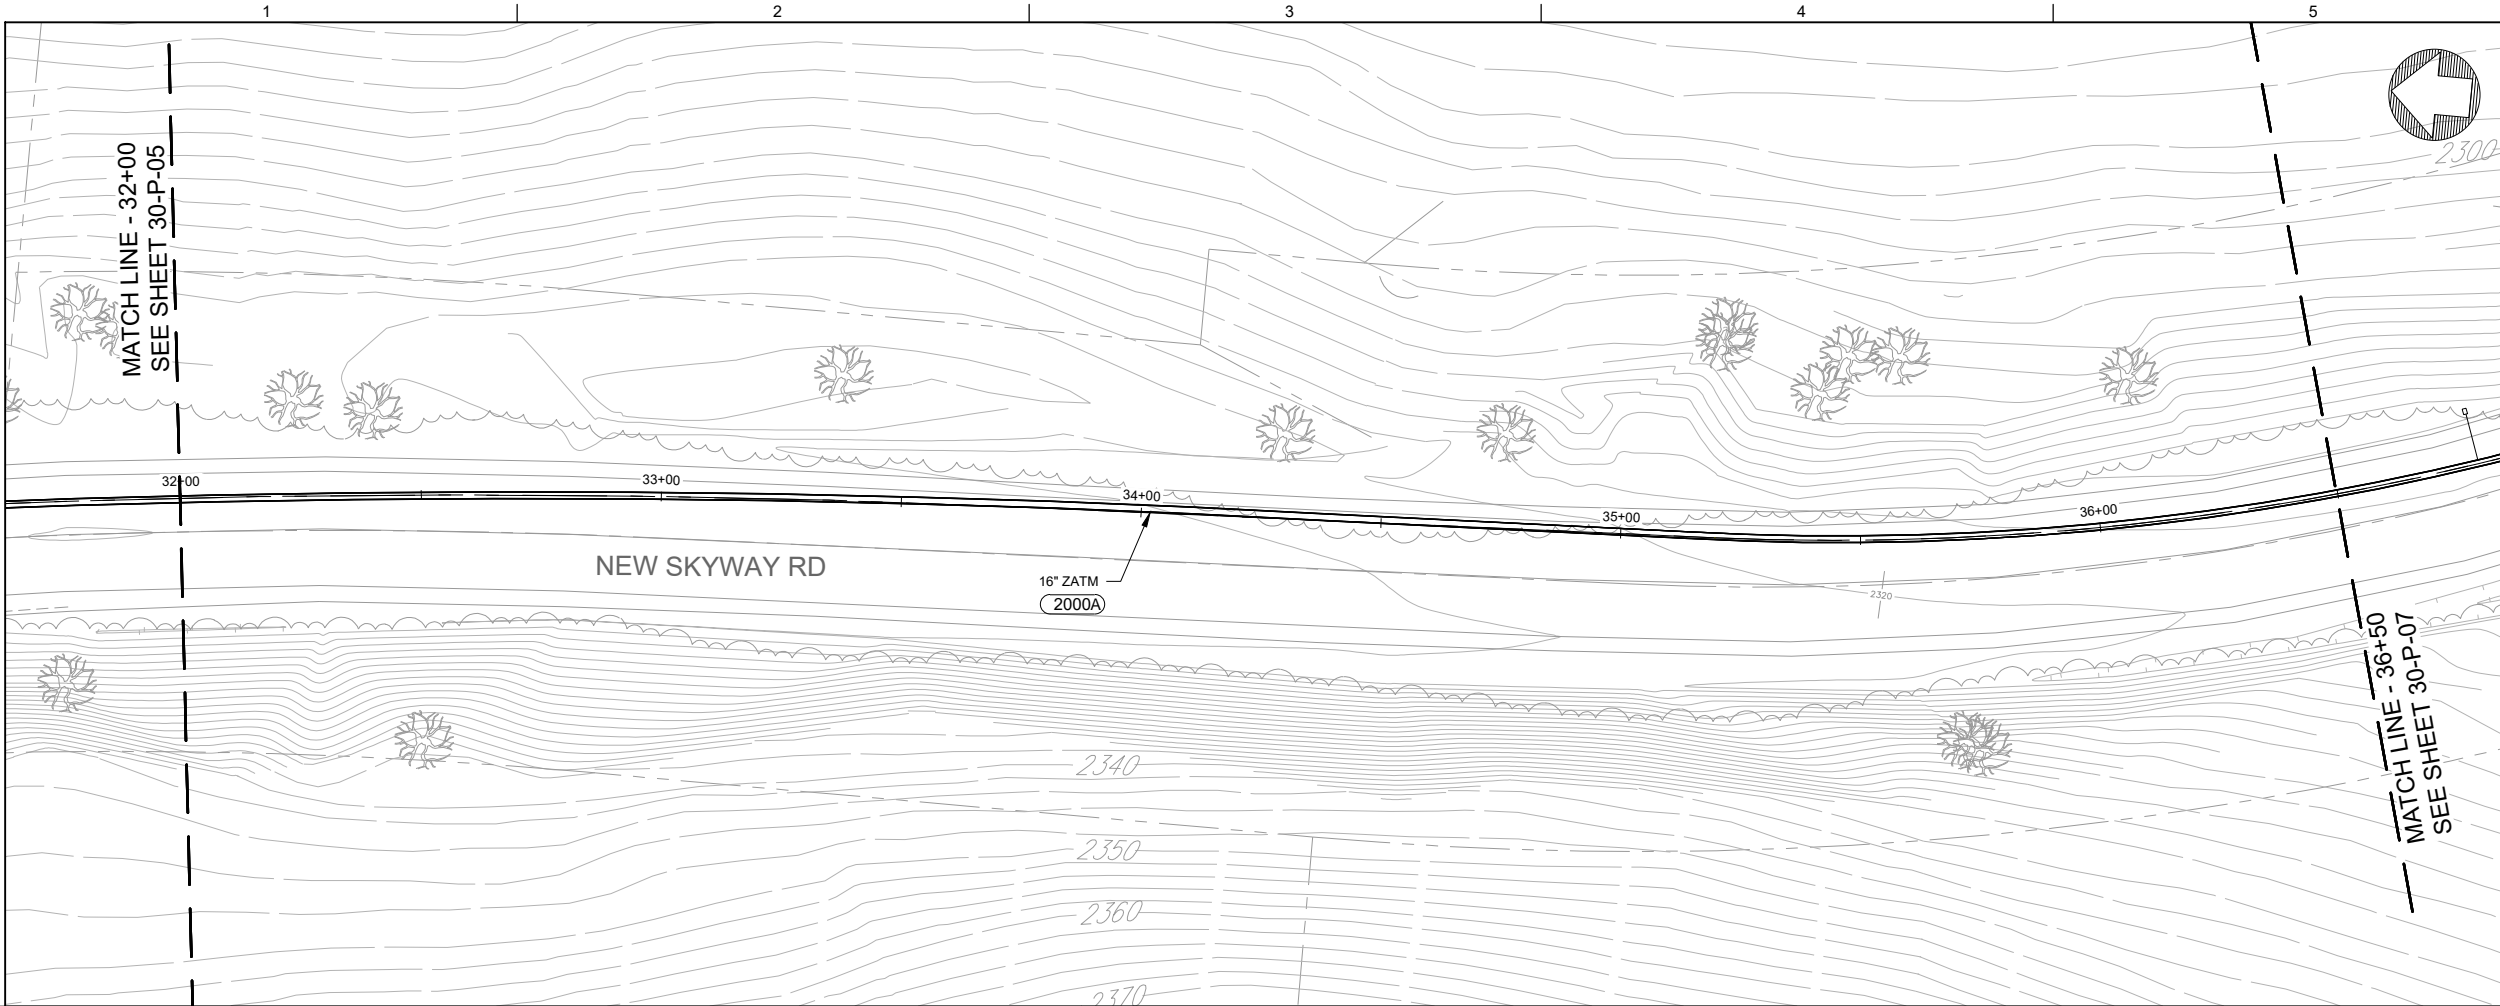 1
2
3
4
5
MATCH LINE - 32+00
SEE SHEET 30-P-05
2300
32+00
33+00
34+00
35+00
36+00
NEW SKYWAY RD
16" ZATM
2000A
2320
MATCH LINE - 36+50
SEE SHEET 30-P-07
2340
2350
2360
2370